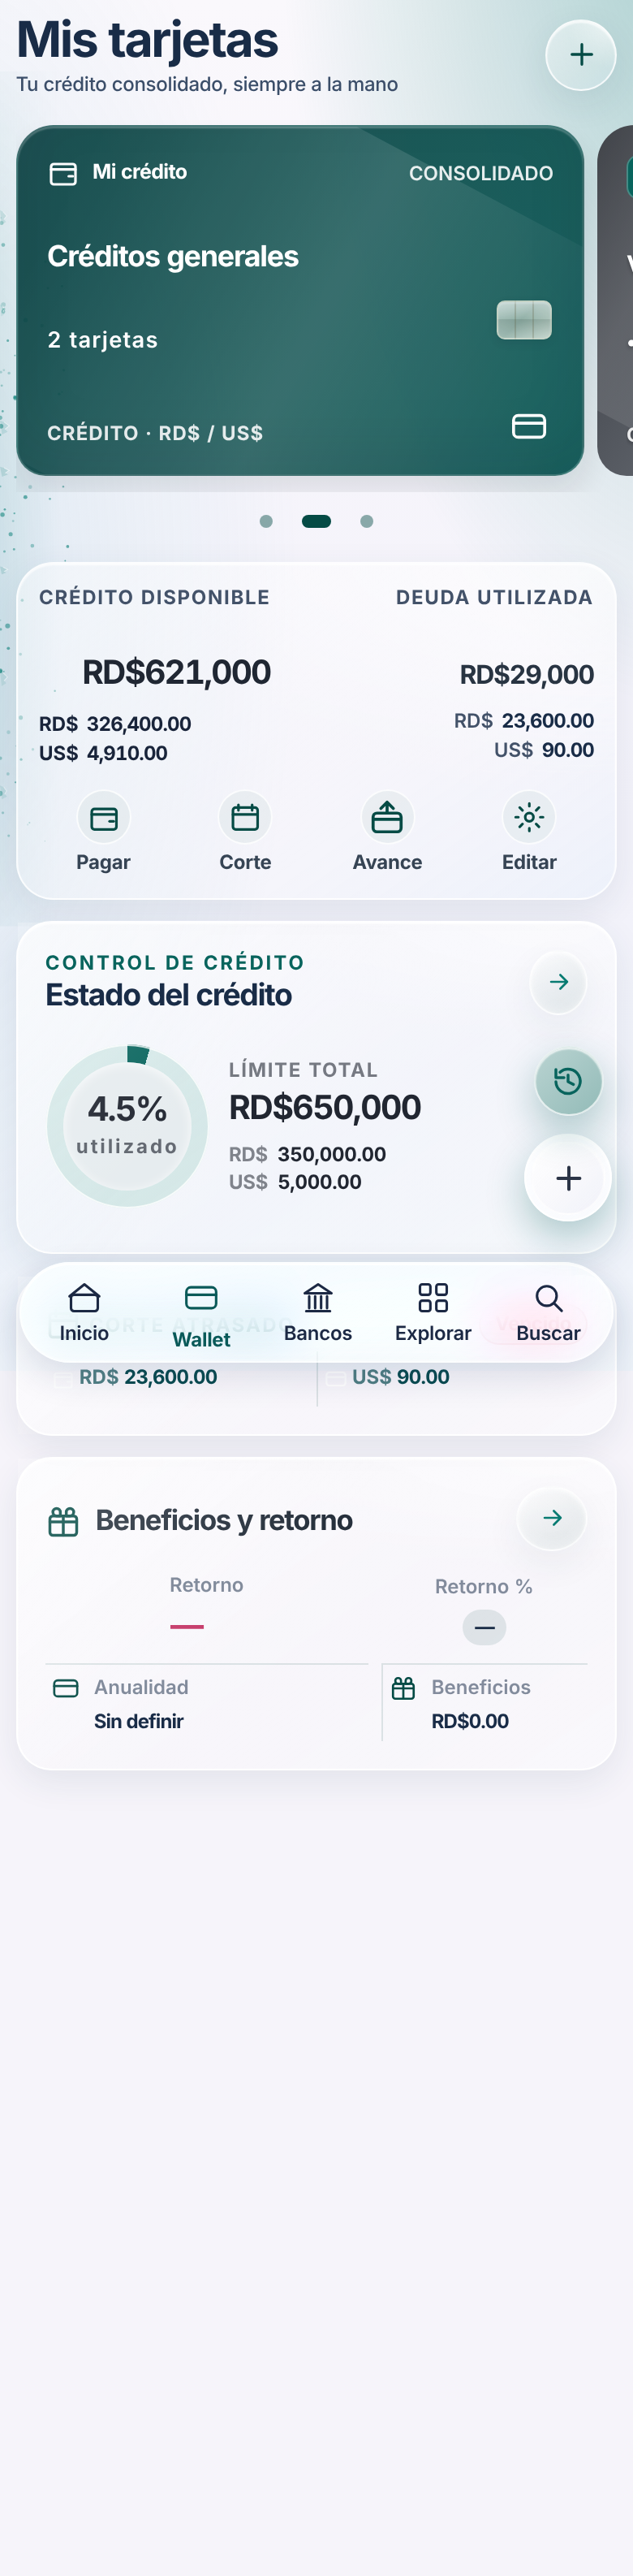 Mis tarjetas
Tu crédito consolidado, siempre a la mano
Mi crédito
CONSOLIDADO
Créditos generales
2 tarjetas
CRÉDITO · RD$ / US$
CRÉDITO DISPONIBLE
DEUDA UTILIZADA
RD$621,000
RD$29,000
RD$ 326,400.00
RD$ 23,600.00
US$ 4,910.00
US$ 90.00
Pagar
Corte
Avance
Editar
CONTROL DE CRÉDITO
Estado del crédito
4.5%
utilizado
LÍMITE TOTAL
RD$650,000
RD$ 350,000.00
US$ 5,000.00
CORTE ATRASADO
Inicio
Wallet
Bancos
Explorar
Buscar
RD$ 23,600.00
US$ 90.00
Beneficios y retorno
Retorno
Retorno %
—
—
Anualidad
Beneficios
Sin definir
RD$0.00